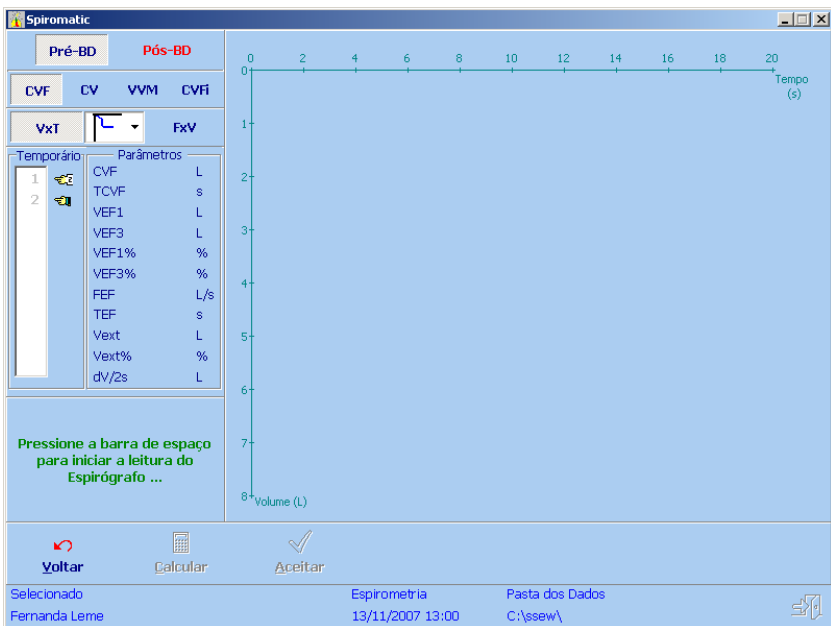 Spiromatic
Pré-BD Pós-BD
CVF CV VVM CVFi
VxT FxV
Temporário
1
2
Parâmetros
CVF L
TCVF s
VEF1 L
VEF3 L
VEF1% %
VEF3% %
FEF L/s
TEF s
Vext L
Vext% %
dV/2s L
Pressione a barra de espaço
para iniciar a leitura do
Espirógrafo ...
0 2 4 6 8 10 12 14 16 18 20
Tempo
(s)
0
1
2
3
4
5
6
7
8
Volume (L)
Voltar Calcular Aceitar
Selecionado Espirometria Pasta dos Dados
Fernanda Leme 13/11/2007 13:00 C:\ssew\